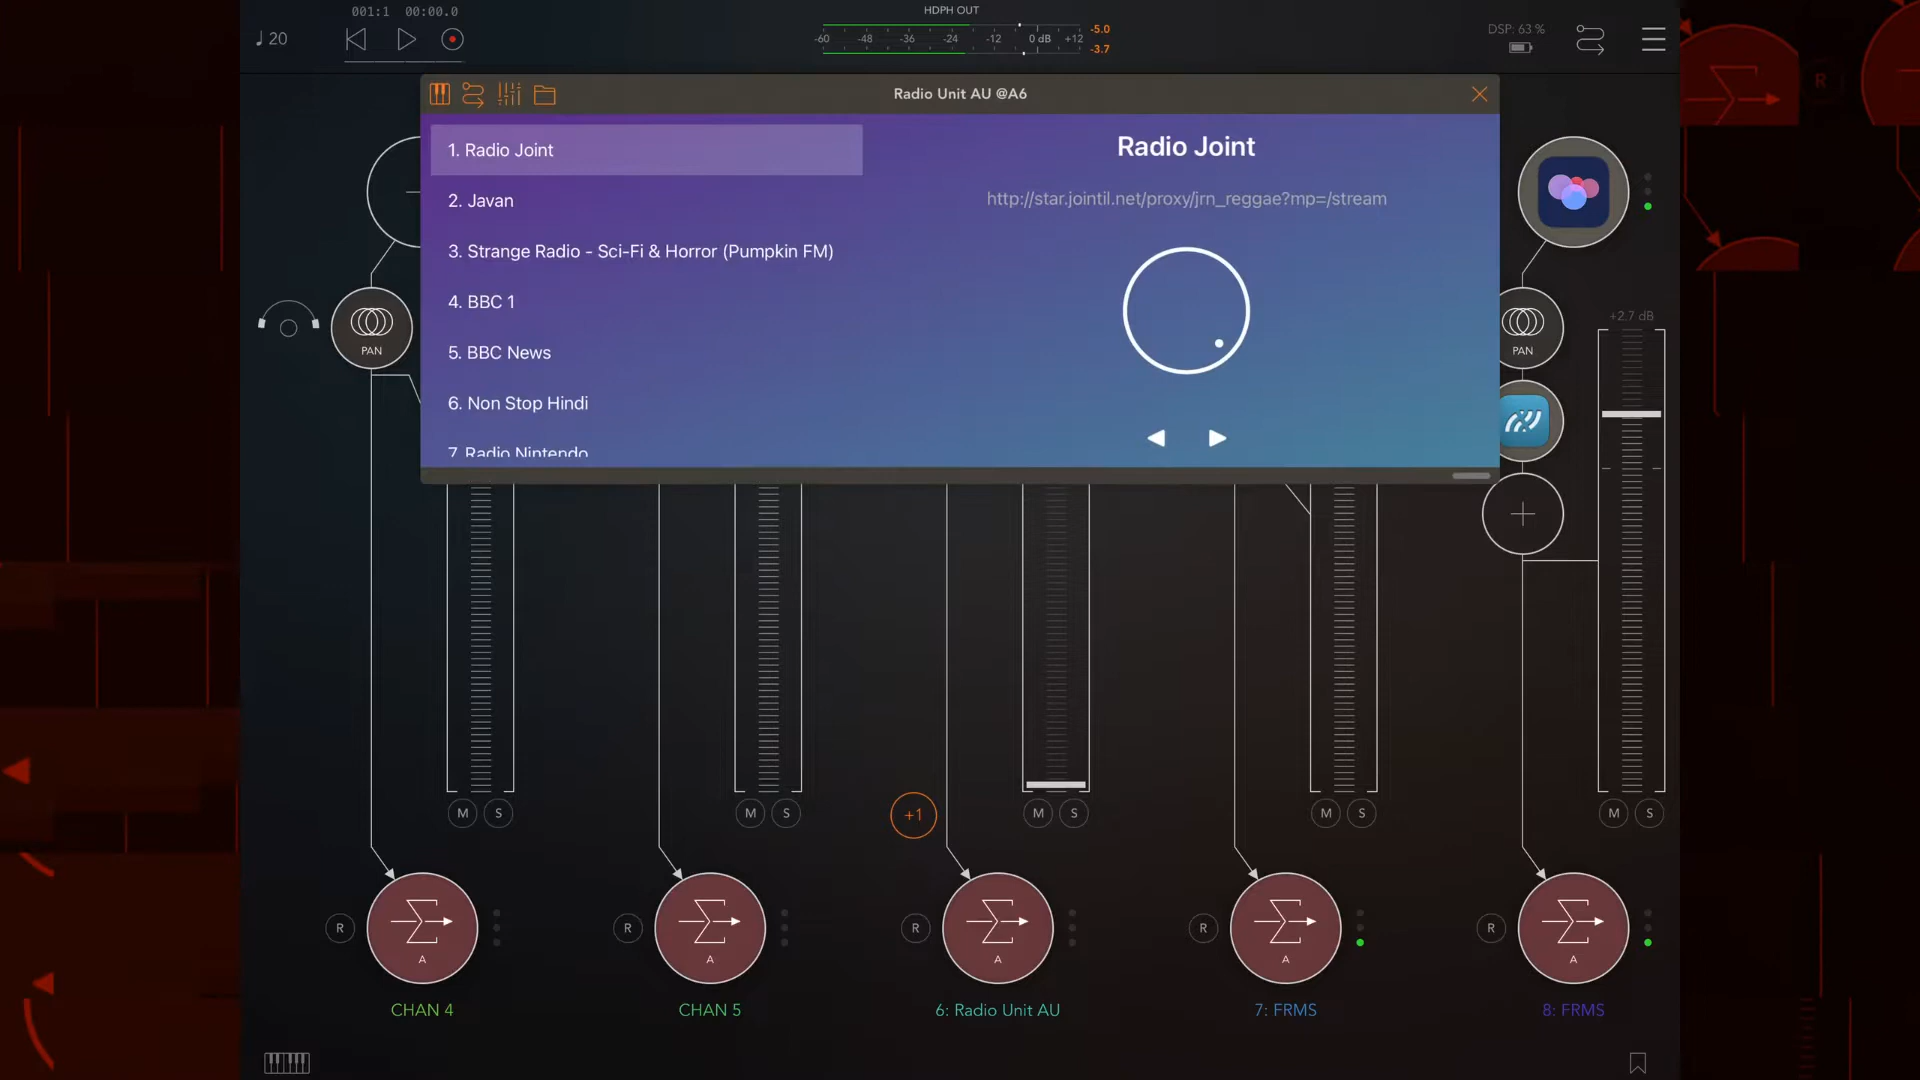 001:1 00:00.0
HDPH OUT
20
-60 -48 -36 -24 -12 0 dB +12
-5.0
-3.7
DSP: 63 %
Radio Unit AU @A6
1. Radio Joint
2. Javan
3. Strange Radio - Sci-Fi & Horror (Pumpkin FM)
4. BBC 1
5. BBC News
6. Non Stop Hindi
7. Radio Nintendo
Radio Joint
http://star.jointil.net/proxy/jrn_reggae?mp=/stream
R
PAN
PAN
+2.7 dB
M S
M S
+1
M S
M S
M S
R A
R A
R A
R A
R A
CHAN 4
CHAN 5
6: Radio Unit AU
7: FRMS
8: FRMS